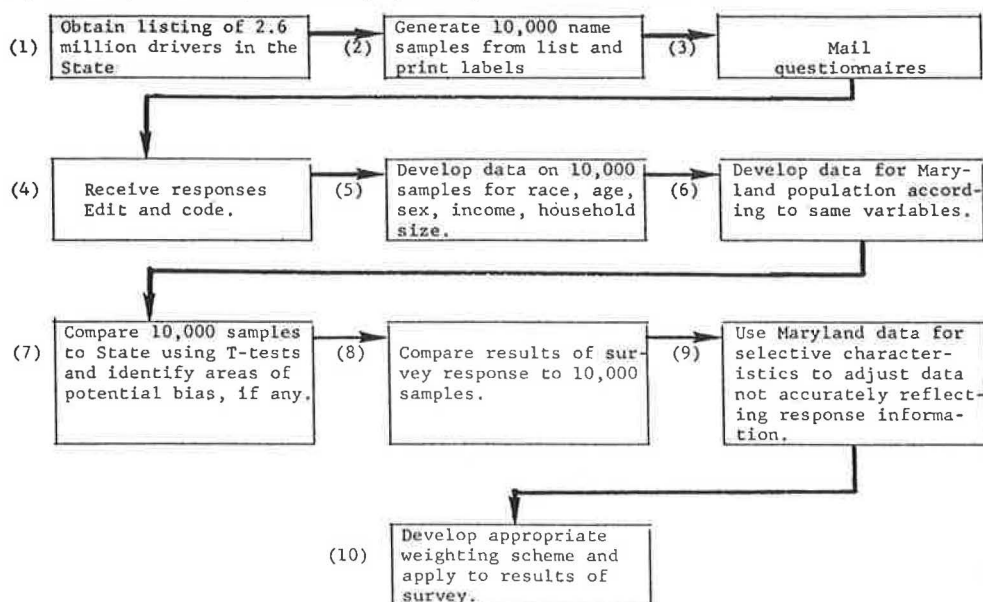 (1)
Obtain listing of 2.6
million drivers in the
State
(2)
Generate 10,000 name
samples from list and
print labels
(3)
Mail
questionnaires
(4)
Receive responses
Edit and code.
(5)
Develop data on 10,000
samples for race, age,
sex, income, household
size.
(6)
Develop data for Mary-
land population accord-
ing to same variables.
(7)
Compare 10,000 samples
to State using T-tests
and identify areas of
potential bias, if any.
(8)
Compare results of sur-
vey response to 10,000
samples.
(9)
Use Maryland data for
selective character-
istics to adjust data
not accurately reflect-
ing response informa-
tion.
(10)
Develop appropriate
weighting scheme and
apply to results of
survey.